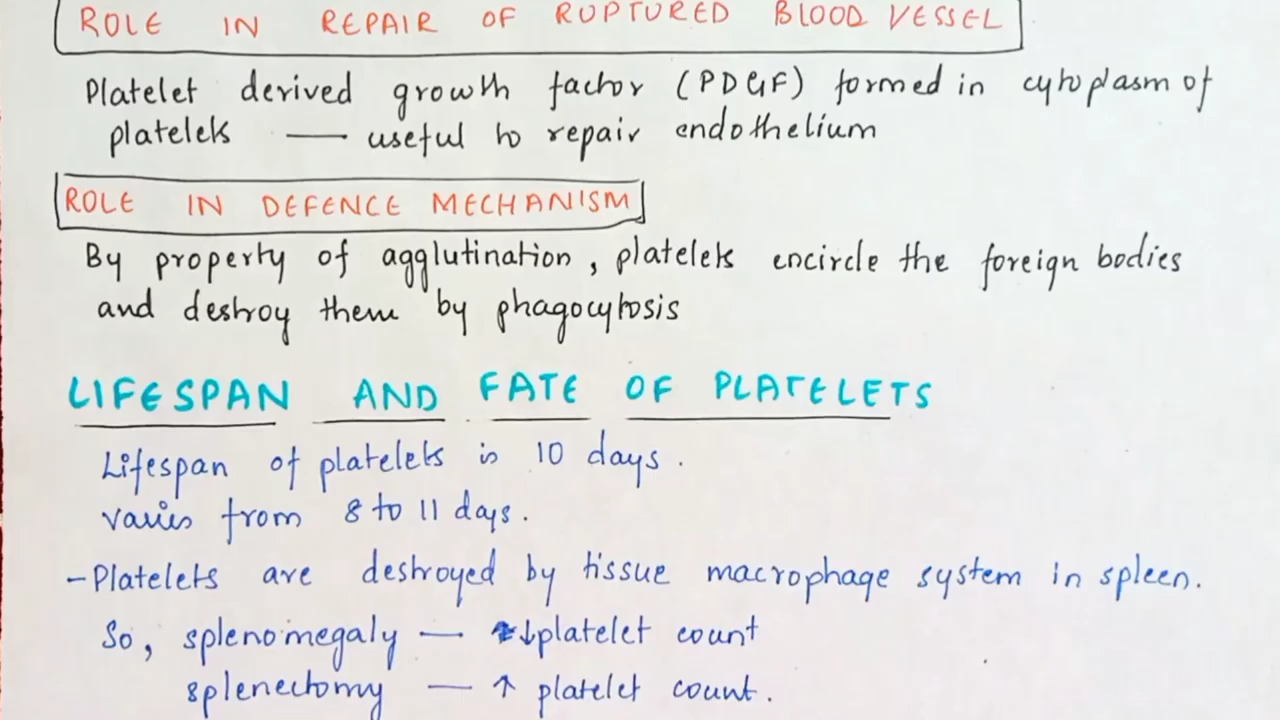 ROLE IN REPAIR OF RUPTURED BLOOD VESSEL
Platelet derived growth factor (PDGF) formed in cytoplasm of
platelets — useful to repair endothelium
ROLE IN DEFENCE MECHANISM
By property of agglutination, platelets encircle the foreign bodies
and destroy them by phagocytosis
LIFESPAN AND FATE OF PLATELETS
Lifespan of platelets is 10 days.
varies from 8 to 11 days.
- Platelets are destroyed by tissue macrophage system in spleen.
So, splenomegaly — ↓platelet count
splenectomy — ↑ platelet count.